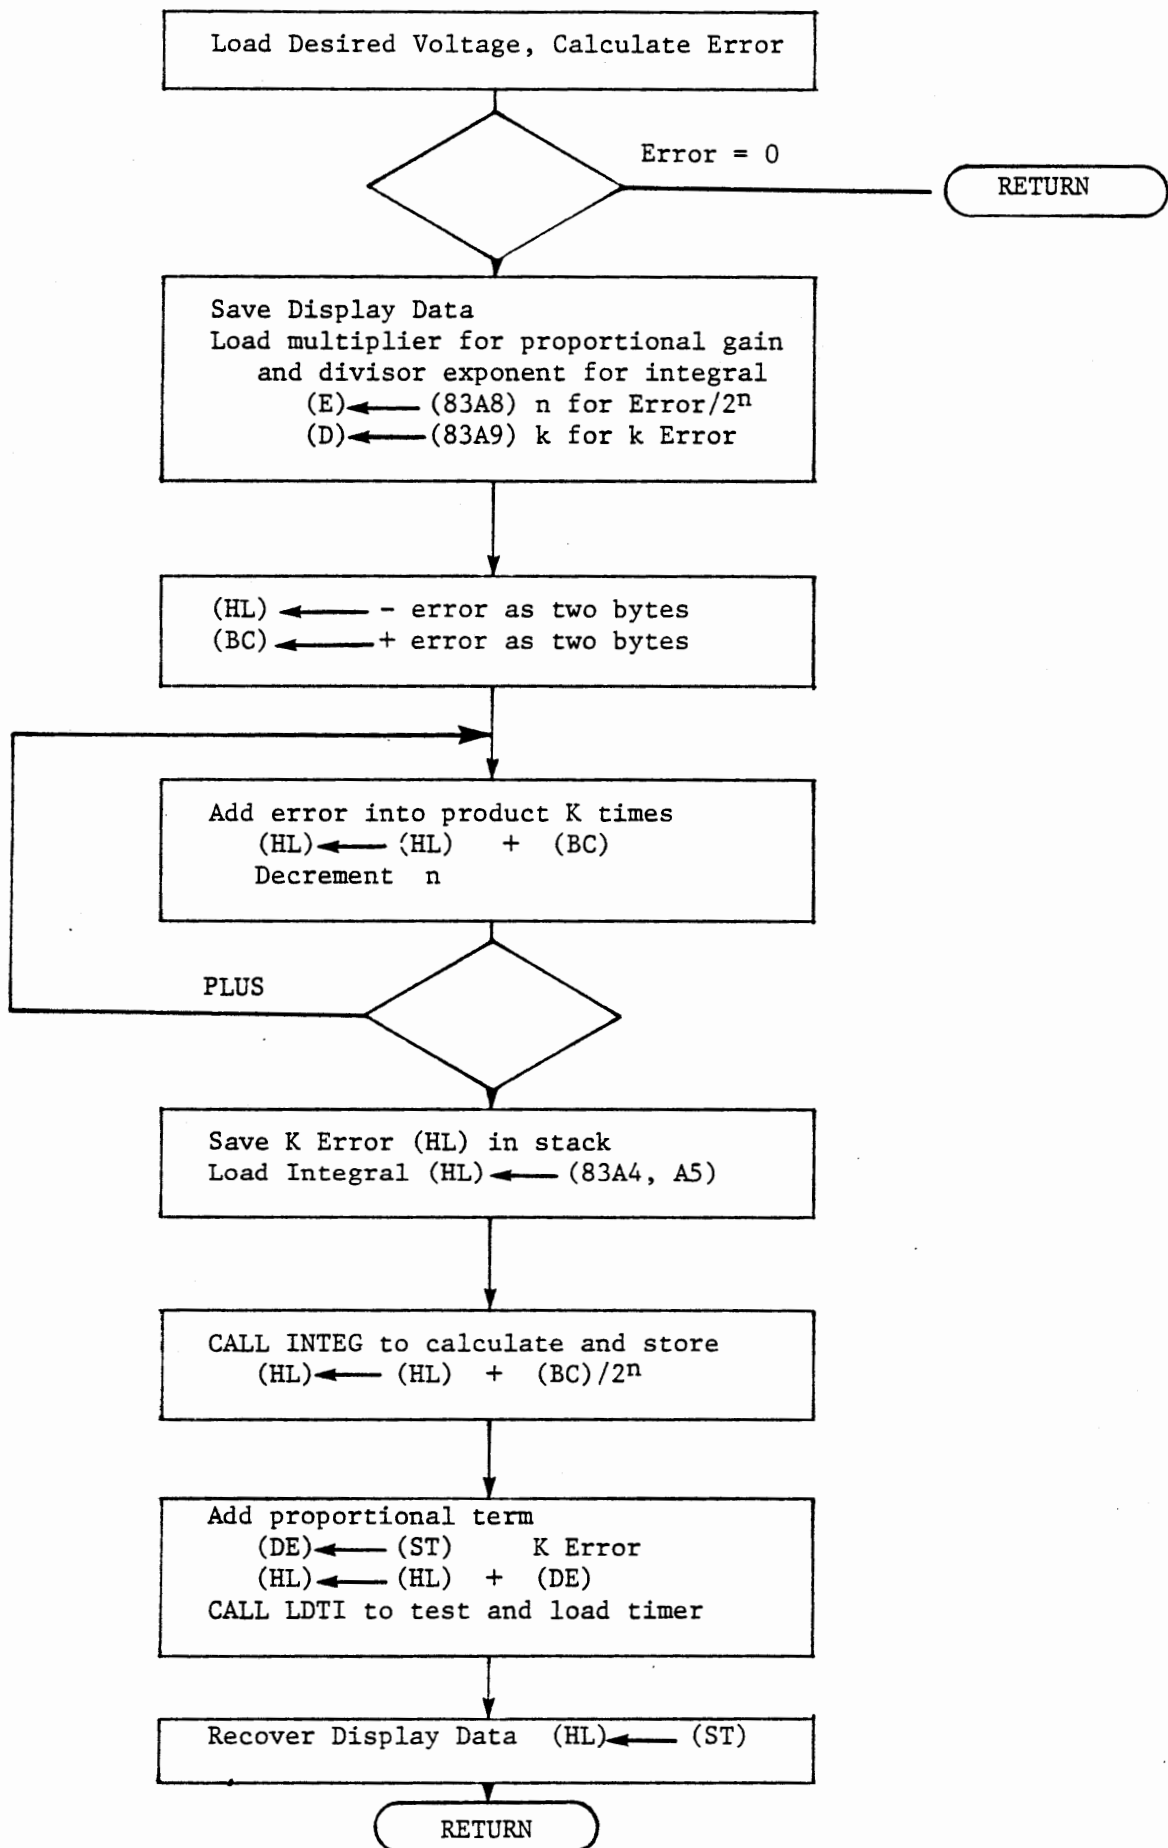 Load Desired Voltage, Calculate Error
Error = 0
RETURN
Save Display Data
Load multiplier for proportional gain
and divisor exponent for integral
(E)← (83A8) n for Error/2ⁿ
(D)← (83A9) k for k Error
(HL) ← - error as two bytes
(BC) ← + error as two bytes
Add error into product K times
(HL)← (HL) + (BC)
Decrement n
PLUS
Save K Error (HL) in stack
Load Integral (HL)← (83A4, A5)
CALL INTEG to calculate and store
(HL)← (HL) + (BC)/2ⁿ
Add proportional term
(DE)← (ST) K Error
(HL)← (HL) + (DE)
CALL LDTI to test and load timer
Recover Display Data (HL)← (ST)
RETURN